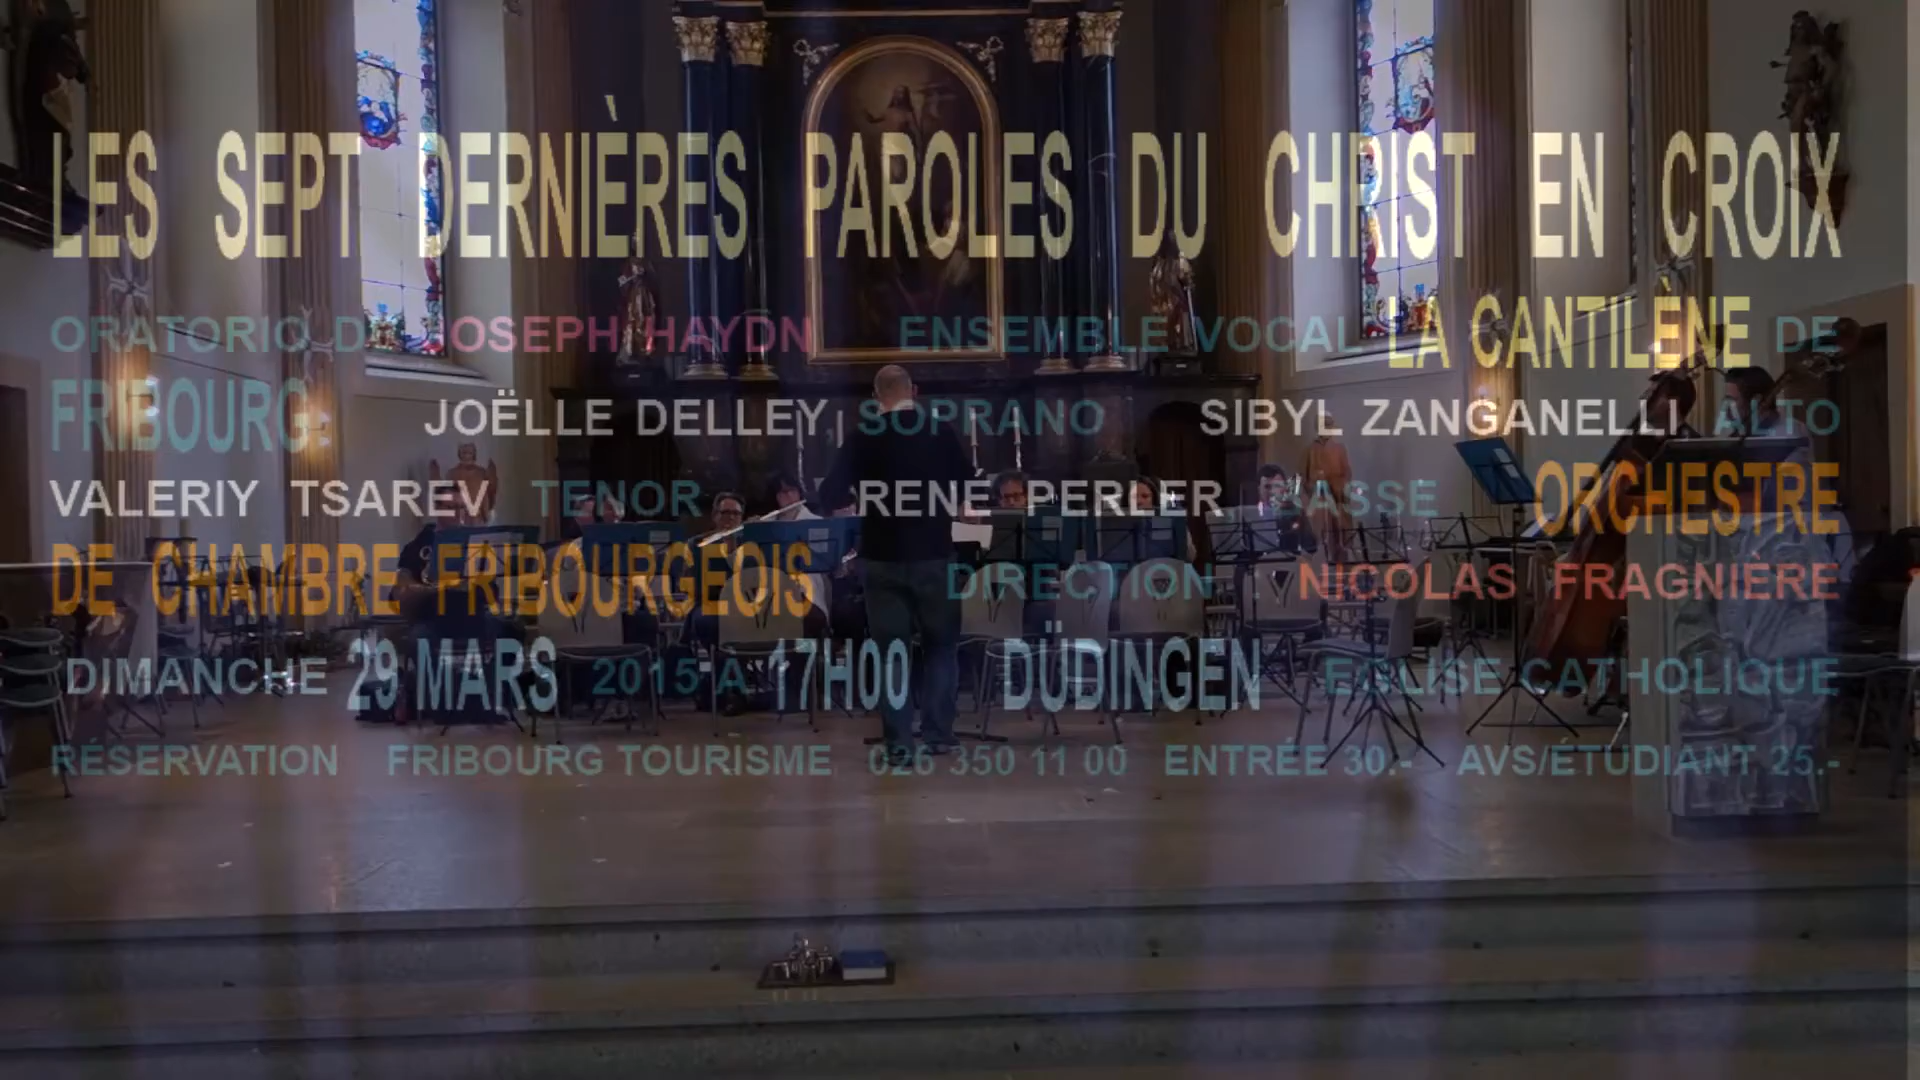 LES SEPT DERNIÈRES PAROLES DU CHRIST EN CROIX
ORATORIO DE JOSEPH HAYDN ENSEMBLE VOCAL LA CANTILÈNE DE
FRIBOURG: JOËLLE DELLEY, SOPRANO SIBYL ZANGANELLI ALTO
VALERIY TSAREV, TENOR RENÉ PERLER BASSE ORCHESTRE
DE CHAMBRE FRIBOURGEOIS DIRECTION : NICOLAS FRAGNIÈRE
DIMANCHE 29 MARS 2015 A 17H00 DÜDINGEN EGLISE CATHOLIQUE
RÉSERVATION FRIBOURG TOURISME 026 350 11 00 ENTRÉE 30.- AVS/ÉTUDIANT 25.-